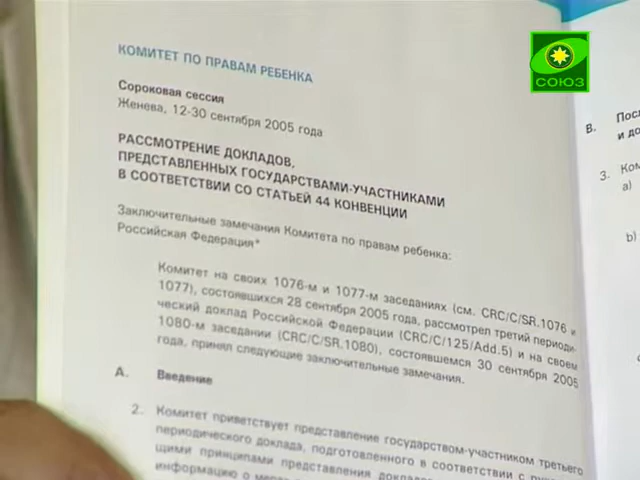 КОМИТЕТ ПО ПРАВАМ РЕБЕНКА
Сороковая сессия
Женева, 12-30 сентября 2005 года
РАССМОТРЕНИЕ ДОКЛАДОВ,
ПРЕДСТАВЛЕННЫХ ГОСУДАРСТВАМИ-УЧАСТНИКАМИ
В СООТВЕТСТВИИ СО СТАТЬЕЙ 44 КОНВЕНЦИИ
Заключительные замечания Комитета по правам ребенка:
Российская Федерация*
Комитет на своих 1076-м и 1077-м заседаниях (см. CRC/C/SR.1076 и
1077), состоявшихся 28 сентября 2005 года, рассмотрел третий периоди-
ческий доклад Российской Федерации (CRC/C/125/Add.5) и на своем
1080-м заседании (CRC/C/SR.1080), состоявшемся 30 сентября 2005
года, принял следующие заключительные замечания.
А. Введение
2. Комитет приветствует представление государством-участником третьего
периодического доклада, подготовленного в соответствии с
щими принципами представления
информацию о
СОЮЗ
В.
и
3.
а)
b)